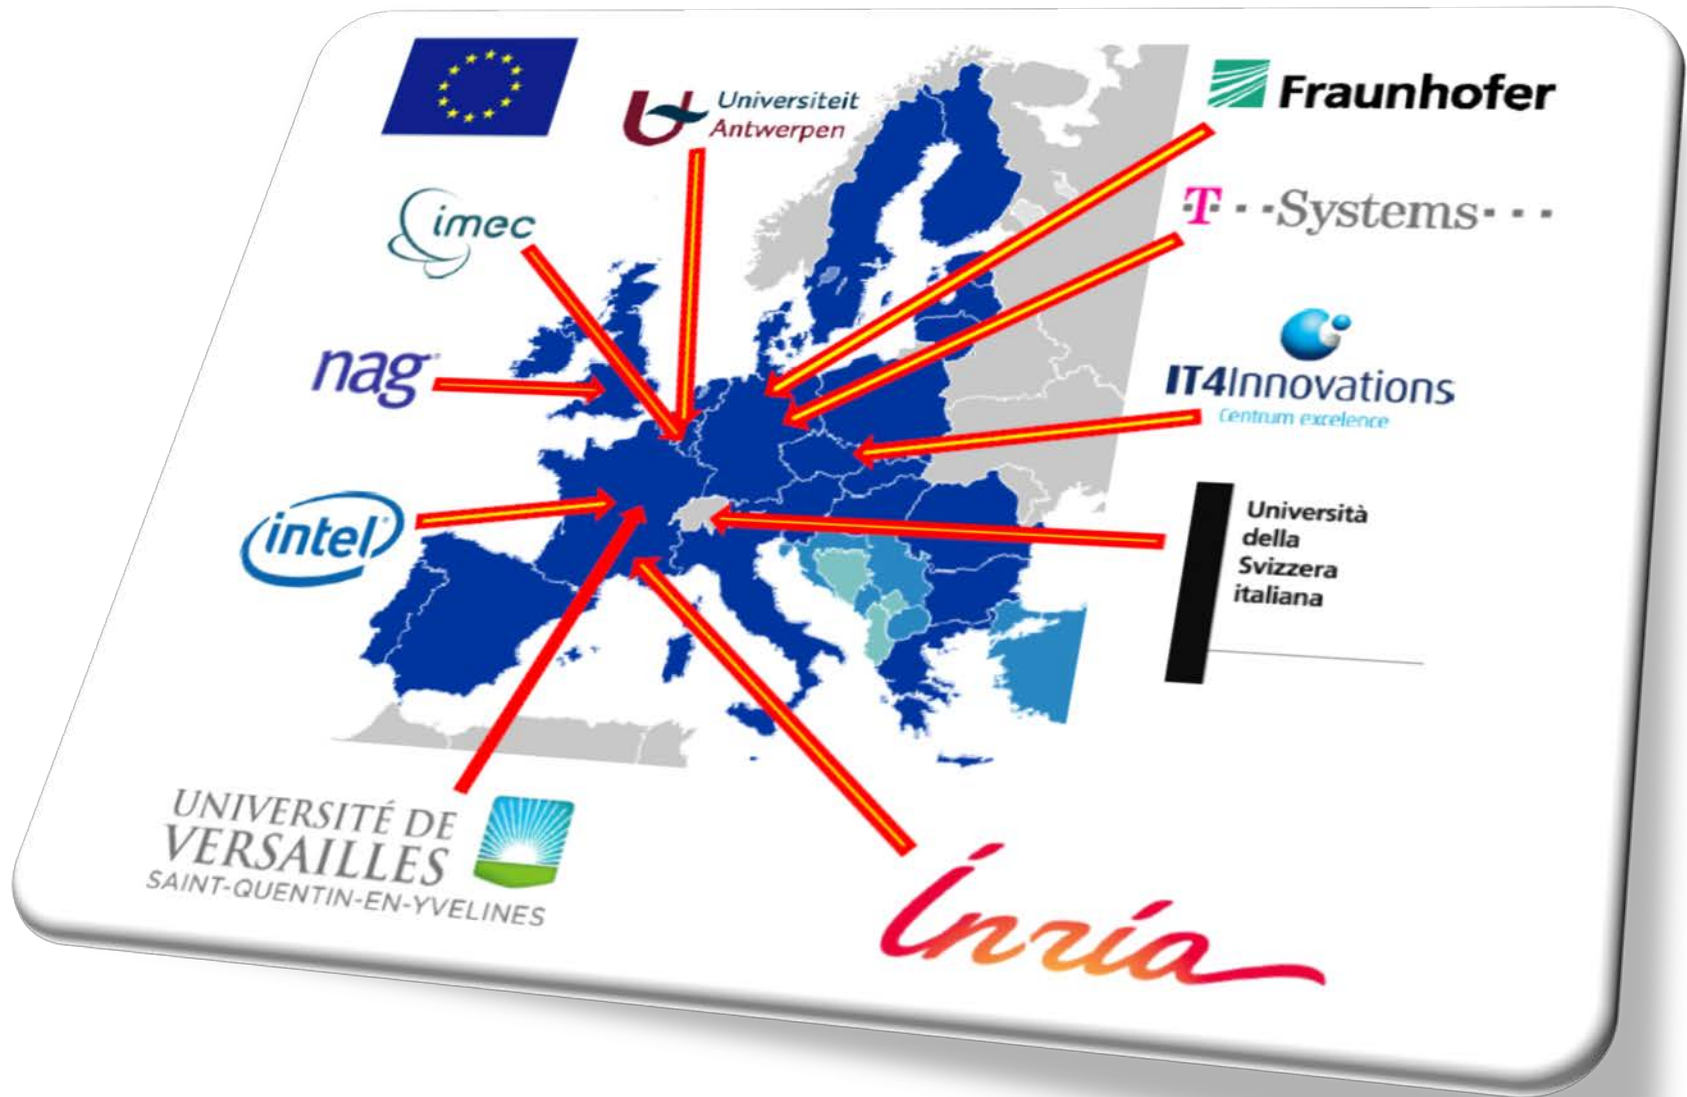 Universiteit
Antwerpen
Fraunhofer
imec
T··Systems···
nag
IT4Innovations
Centrum excelence
intel
Università
della
Svizzera
italiana
UNIVERSITÉ DE
VERSAILLES
SAINT-QUENTIN-EN-YVELINES
Inria